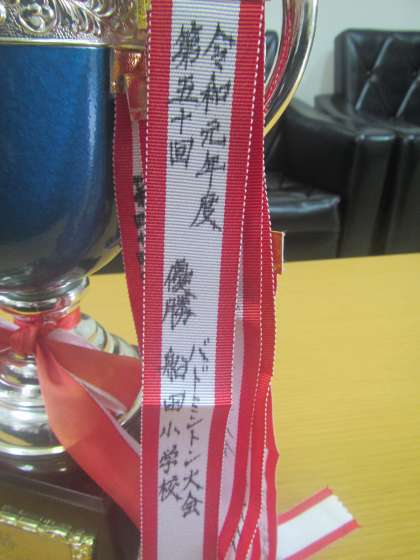 令和元年度
第五十回
バドミントン大会
優勝 船田小学校